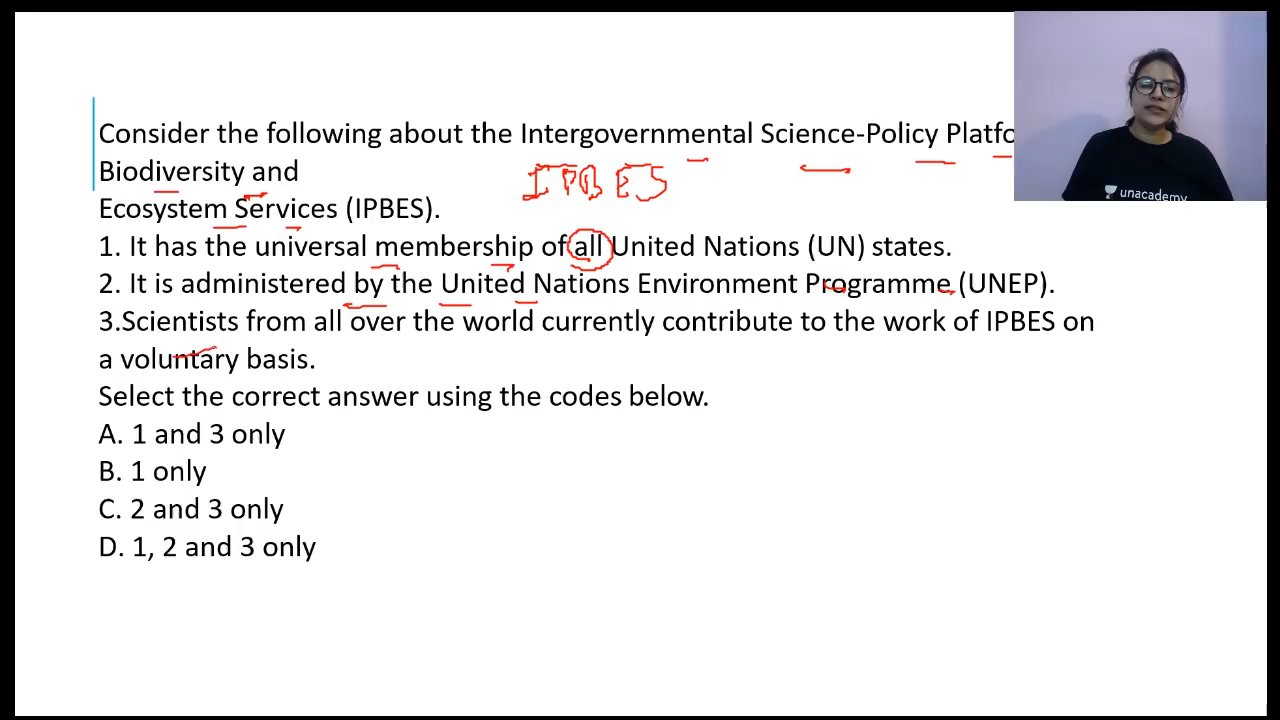 Consider the following about the Intergovernmental Science-Policy
Biodiversity and
IPBES
Ecosystem Services (IPBES).
1. It has the universal membership of all United Nations (UN) states.
2. It is administered by the United Nations Environment Programme (UNEP).
3.Scientists from all over the world currently contribute to the work of IPBES on
a voluntary basis.
Select the correct answer using the codes below.
A. 1 and 3 only
B. 1 only
C. 2 and 3 only
D. 1, 2 and 3 only
unacademy